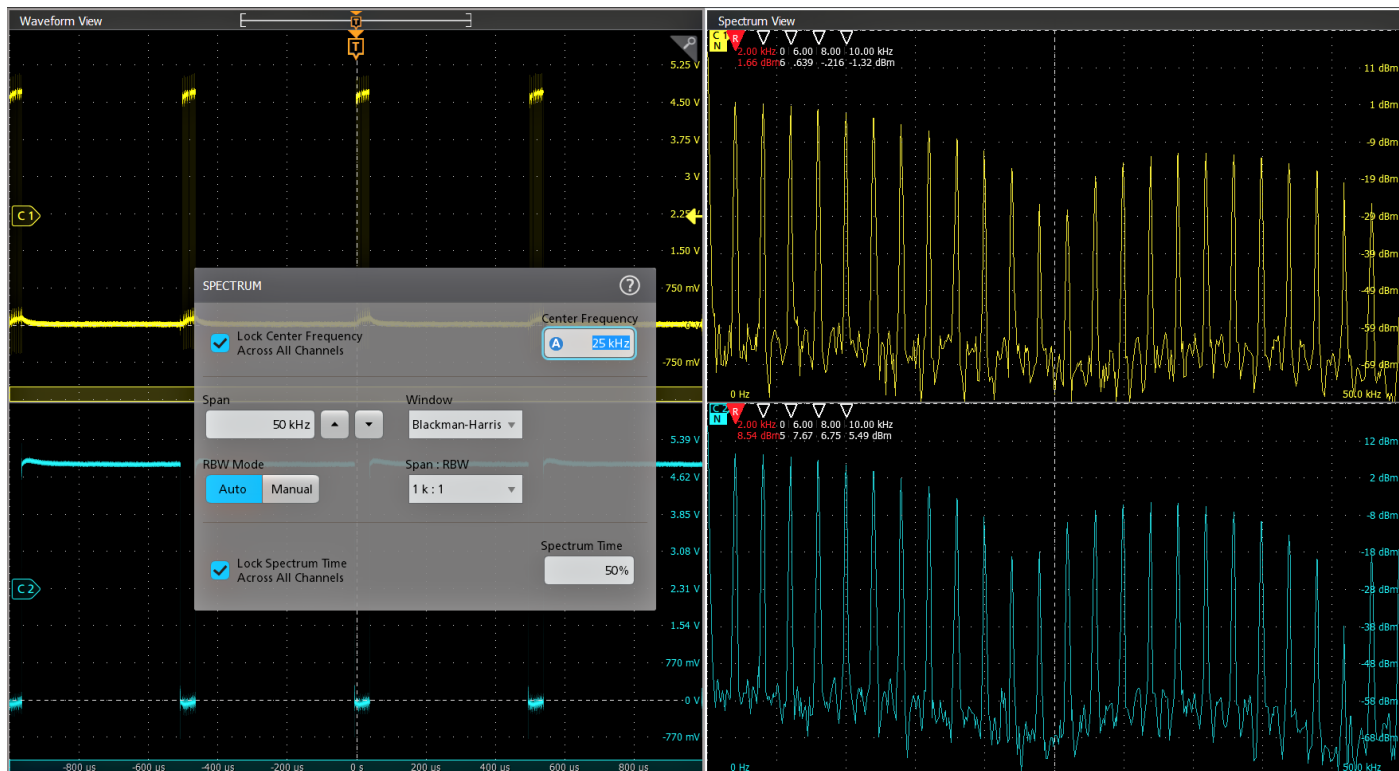 Waveform View
T
T
5.25 V
4.50 V
3.75 V
3 V
C 1
2.25 V
1.50 V
750 mV
0 V
-750 mV
5.39 V
4.62 V
3.85 V
3.08 V
C 2
2.31 V
1.54 V
770 mV
0 V
-770 mV
-800 us
-600 us
-400 us
-200 us
0 s
200 us
400 us
600 us
800 us
SPECTRUM
?
Lock Center Frequency
Across All Channels
Center Frequency
A 25 kHz
Span
50 kHz
Window
Blackman-Harris
RBW Mode
Auto Manual
Span : RBW
1 k : 1
Lock Spectrum Time
Across All Channels
Spectrum Time
50%
Spectrum View
C 1
N
R
2.00 kHz 0 6.00 8.00 10.00 kHz
1.66 dBm 6 .639 -.216 -1.32 dBm
11 dBm
1 dBm
-9 dBm
-19 dBm
-29 dBm
-39 dBm
-49 dBm
-59 dBm
-69 dBm
0 Hz
50.0 kHz
C 2
N
R
2.00 kHz 0 6.00 8.00 10.00 kHz
8.54 dBm 5 7.67 6.75 5.49 dBm
12 dBm
2 dBm
-8 dBm
-18 dBm
-28 dBm
-38 dBm
-48 dBm
-58 dBm
-68 dBm
0 Hz
50.0 kHz